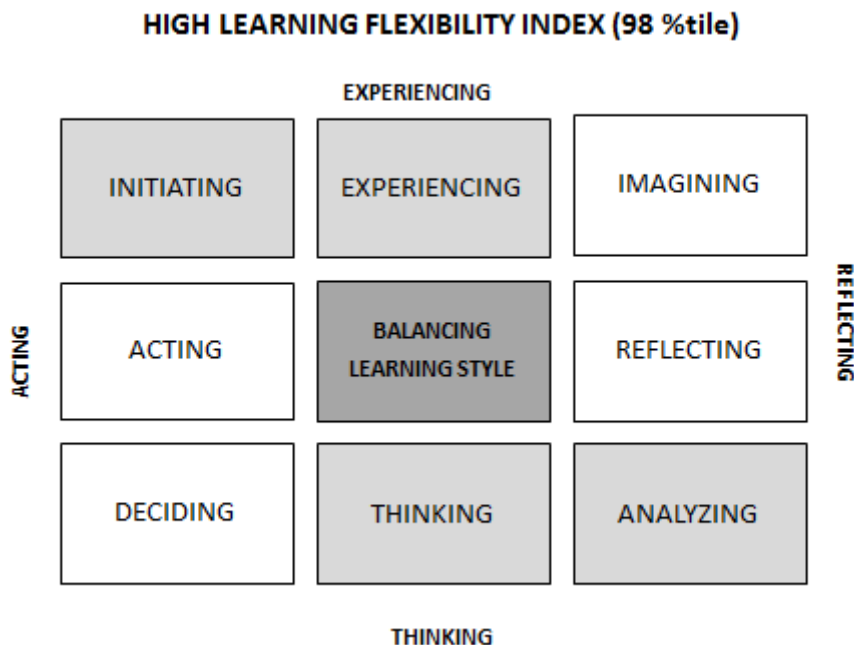 HIGH LEARNING FLEXIBILITY INDEX (98 %tile)
EXPERIENCING
INITIATING
EXPERIENCING
IMAGINING
ACTING
ACTING
BALANCING
LEARNING STYLE
REFLECTING
REFLECTING
DECIDING
THINKING
ANALYZING
THINKING